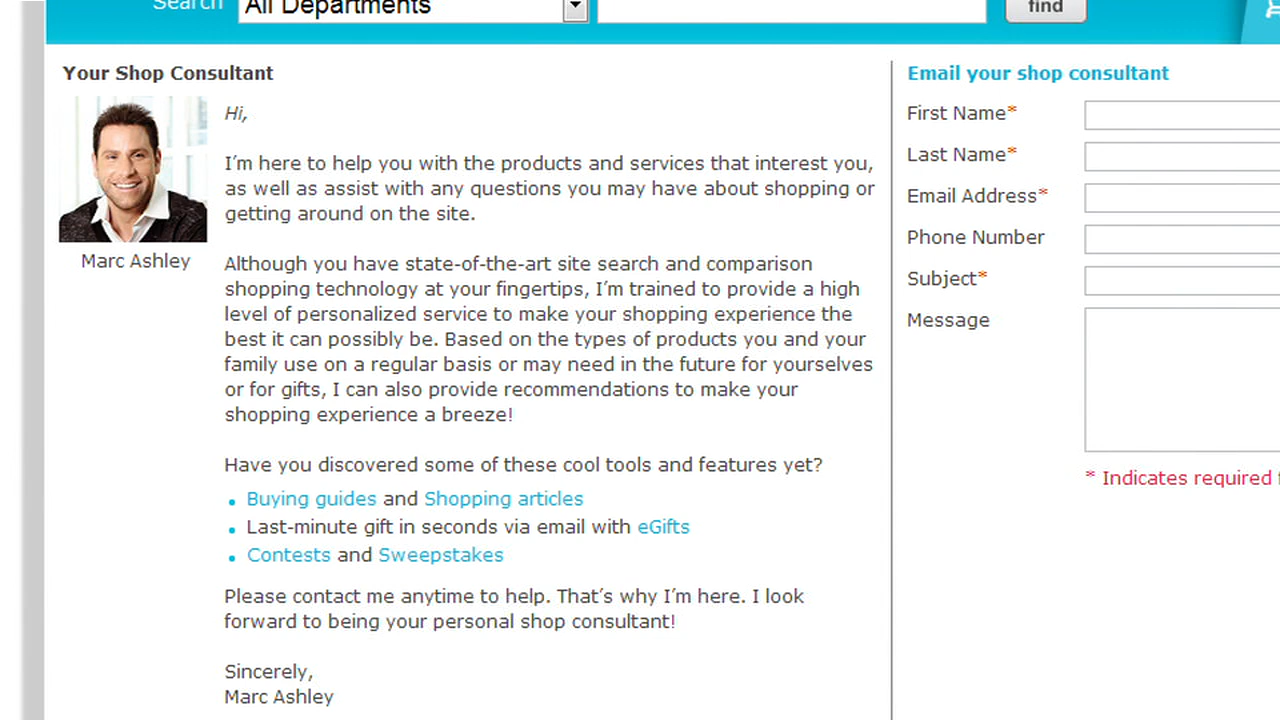 Search All Departments find
Your Shop Consultant
Marc Ashley
Hi,
I'm here to help you with the products and services that interest you,
as well as assist with any questions you may have about shopping or
getting around on the site.
Although you have state-of-the-art site search and comparison
shopping technology at your fingertips, I'm trained to provide a high
level of personalized service to make your shopping experience the
best it can possibly be. Based on the types of products you and your
family use on a regular basis or may need in the future for yourselves
or for gifts, I can also provide recommendations to make your
shopping experience a breeze!
Have you discovered some of these cool tools and features yet?
• Buying guides and Shopping articles
• Last-minute gift in seconds via email with eGifts
• Contests and Sweepstakes
Please contact me anytime to help. That's why I'm here. I look
forward to being your personal shop consultant!
Sincerely,
Marc Ashley
Email your shop consultant
First Name*
Last Name*
Email Address*
Phone Number
Subject*
Message
* Indicates required